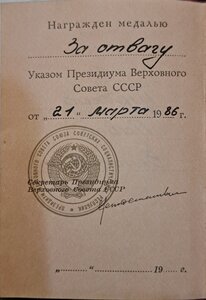 Награжден медалью
За отвагу
Указом Президиума Верховного
Совета СССР
от „21“ марта 1986 г.
Секретарь Президиума
Верховного Совета СССР
„ “ 19 г.